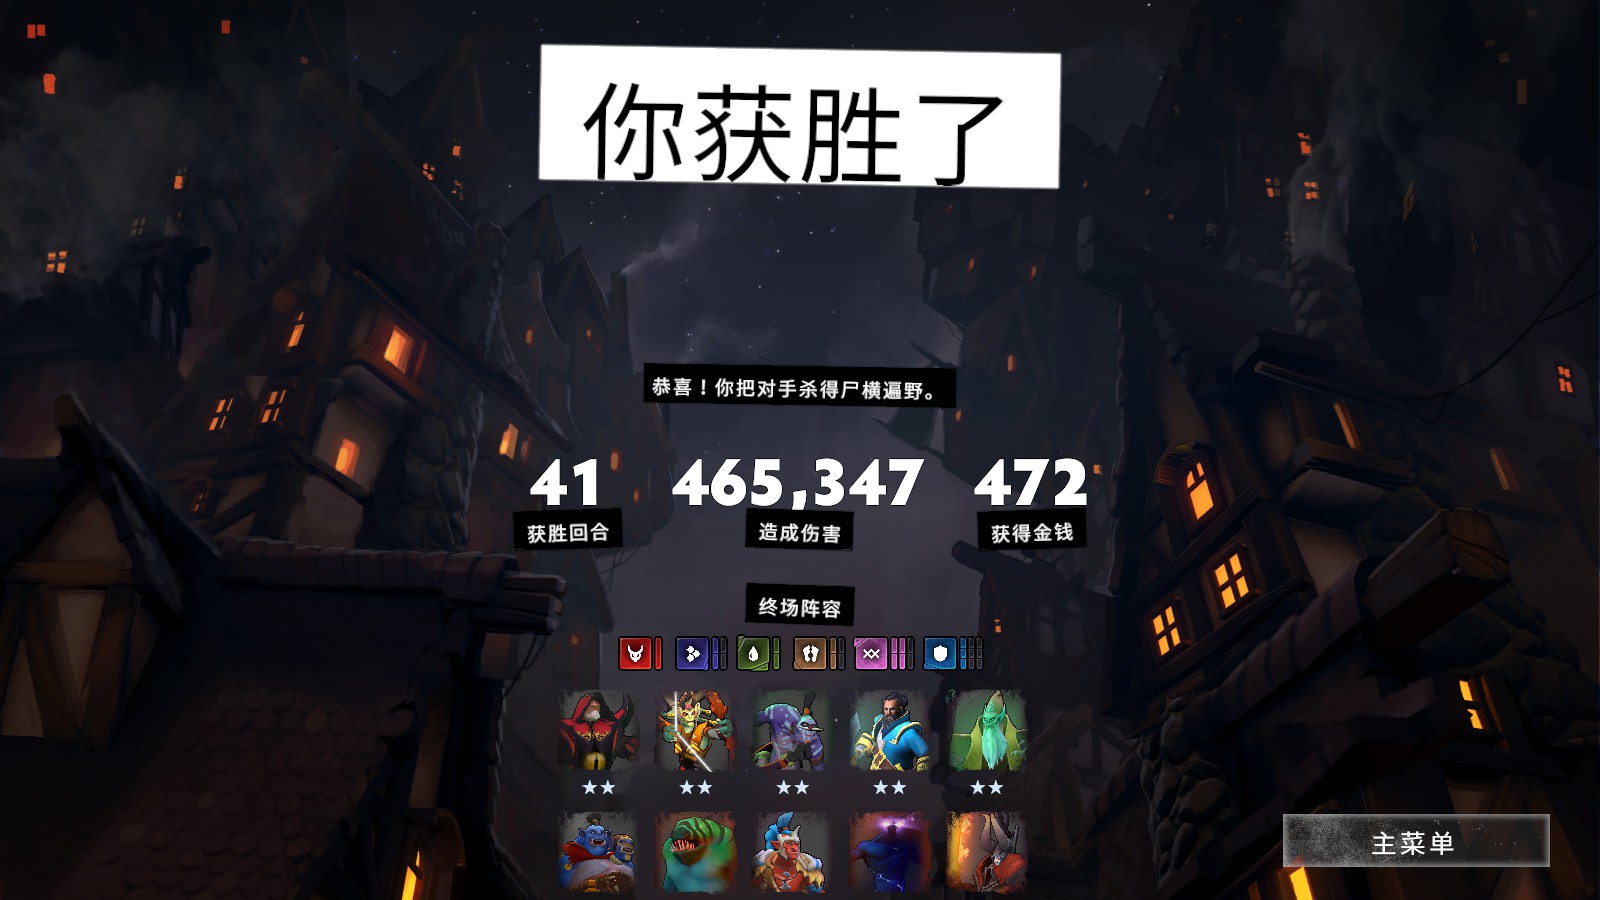 你获胜了
恭喜！你把对手杀得尸横遍野。
41 465,347 472
获胜回合 造成伤害 获得金钱
终场阵容
主菜单